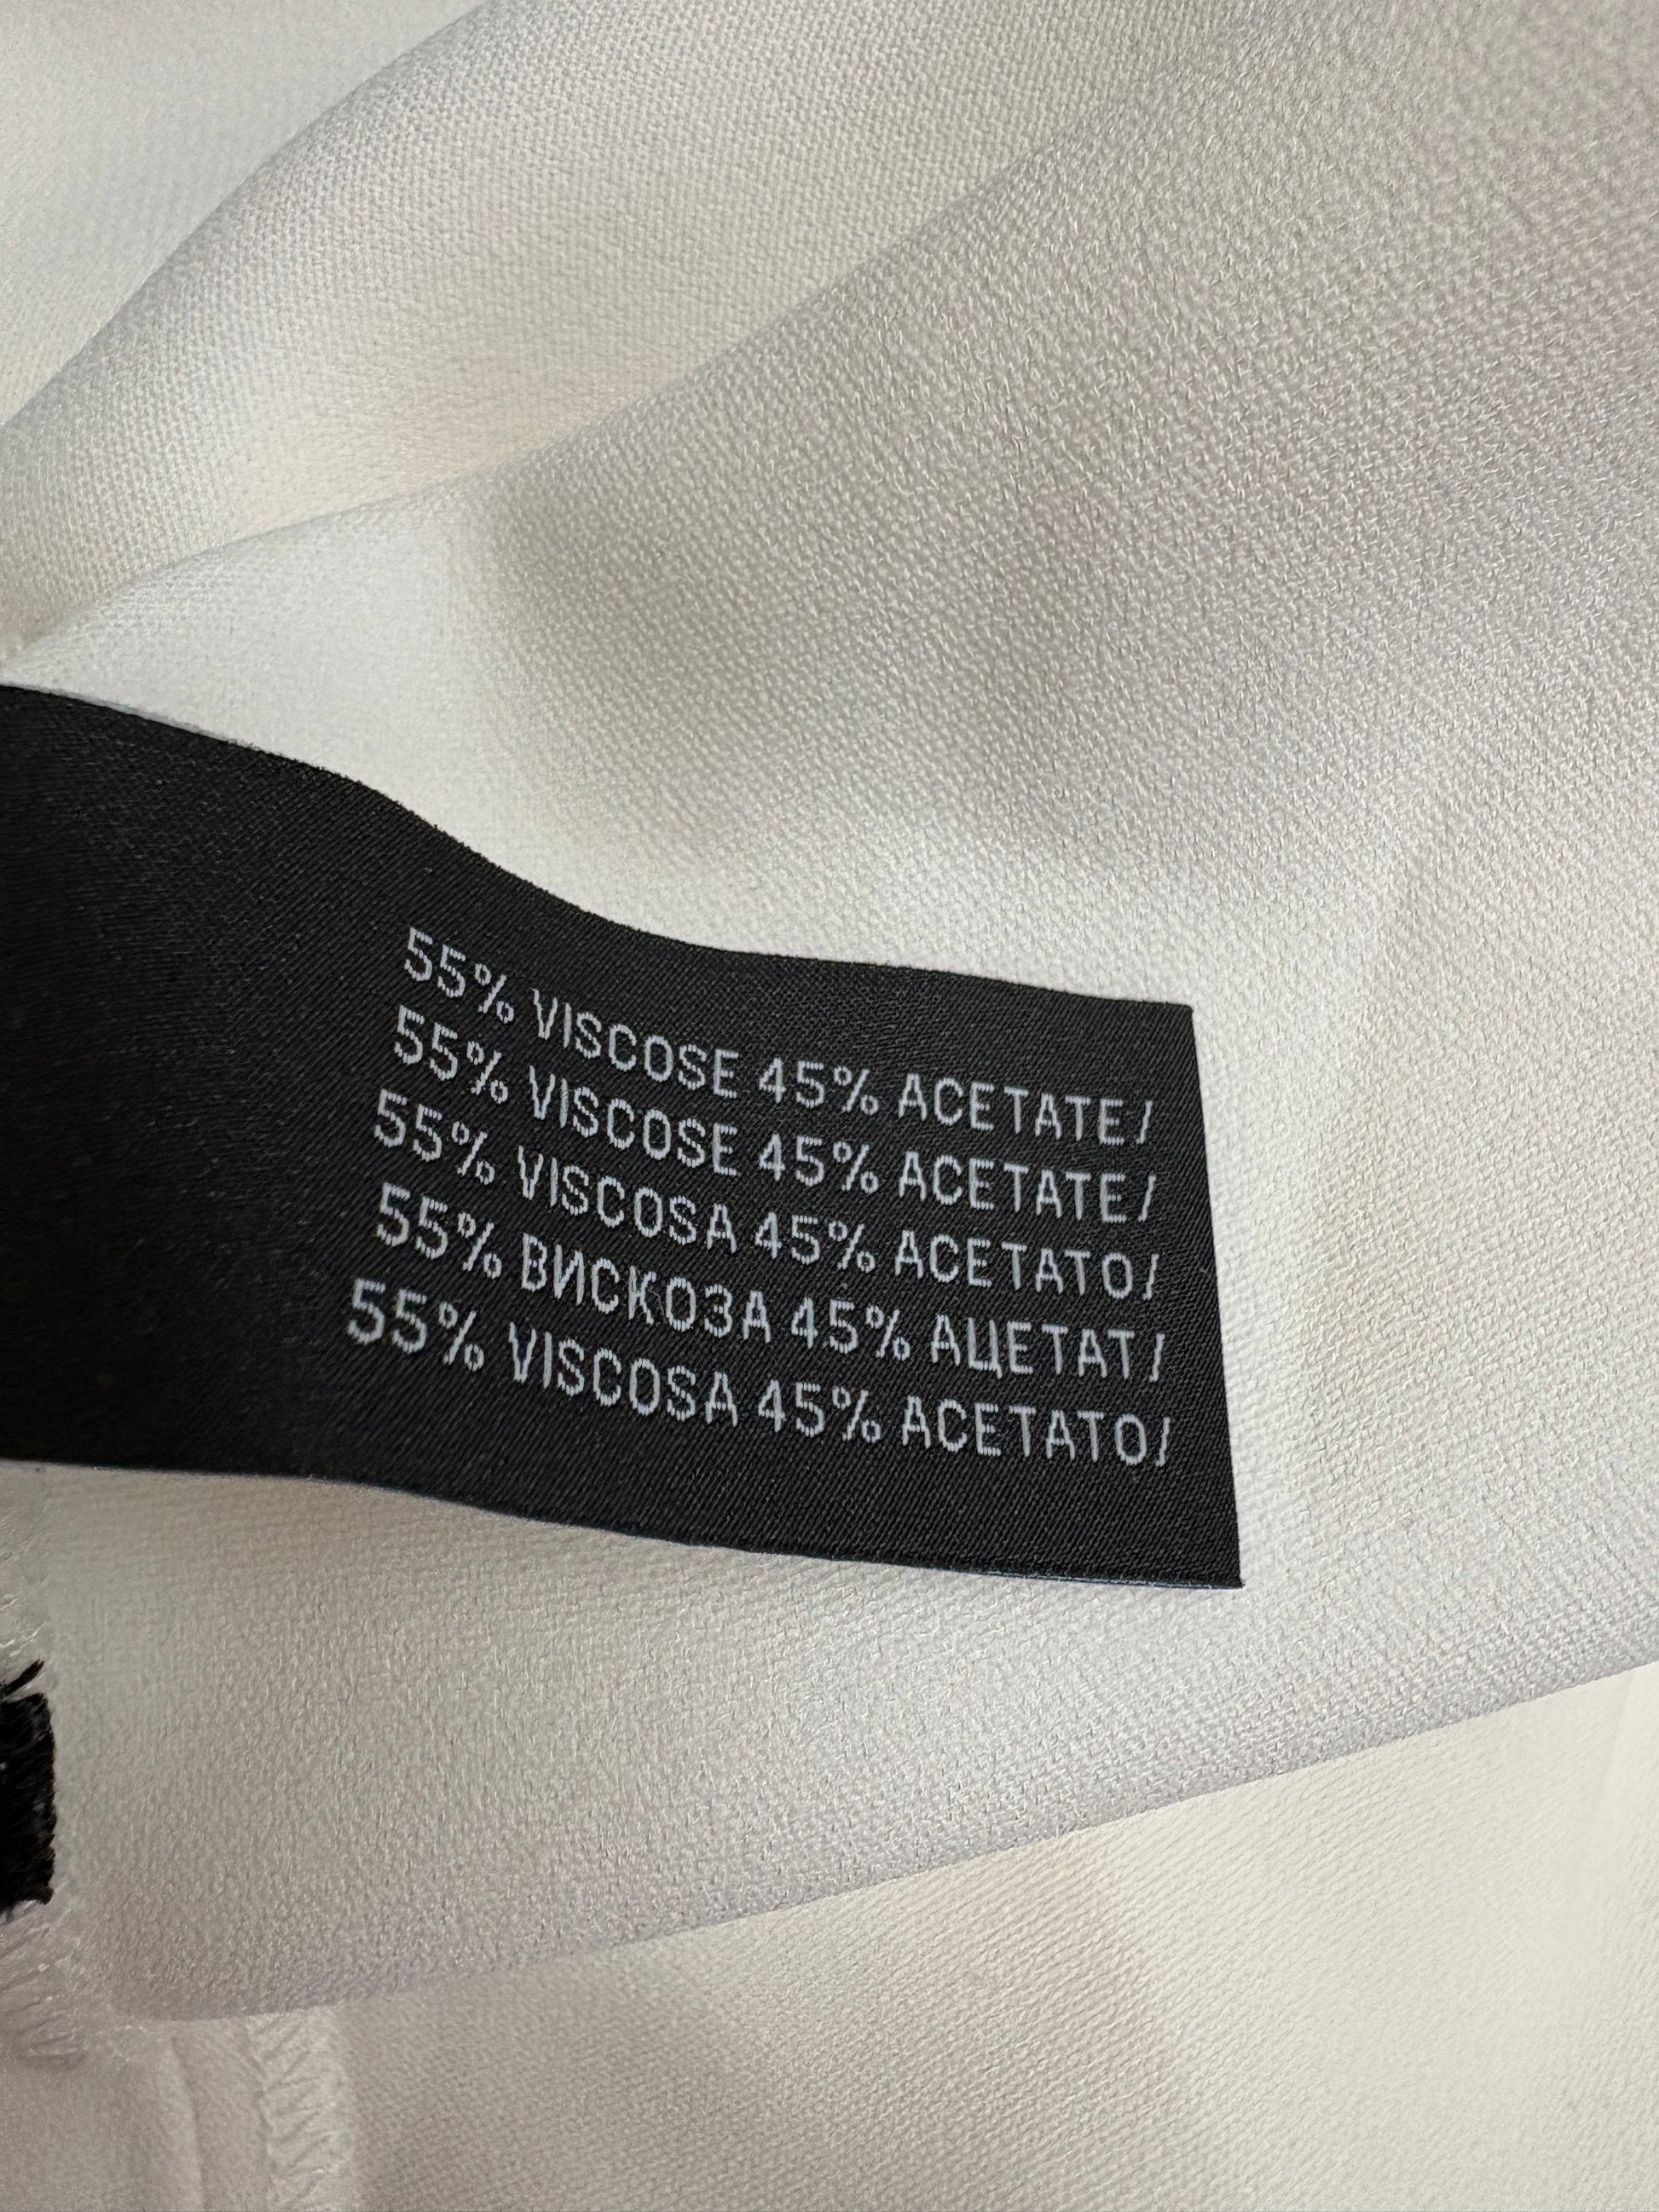 55% VISCOSE 45% ACETATE/
55% VISCOSE 45% ACETATE/
55% VISCOSA 45% ACETATO/
55% ВИСКОЗА 45% АЦЕТАТ/
55% VISCOSA 45% ACETATO/